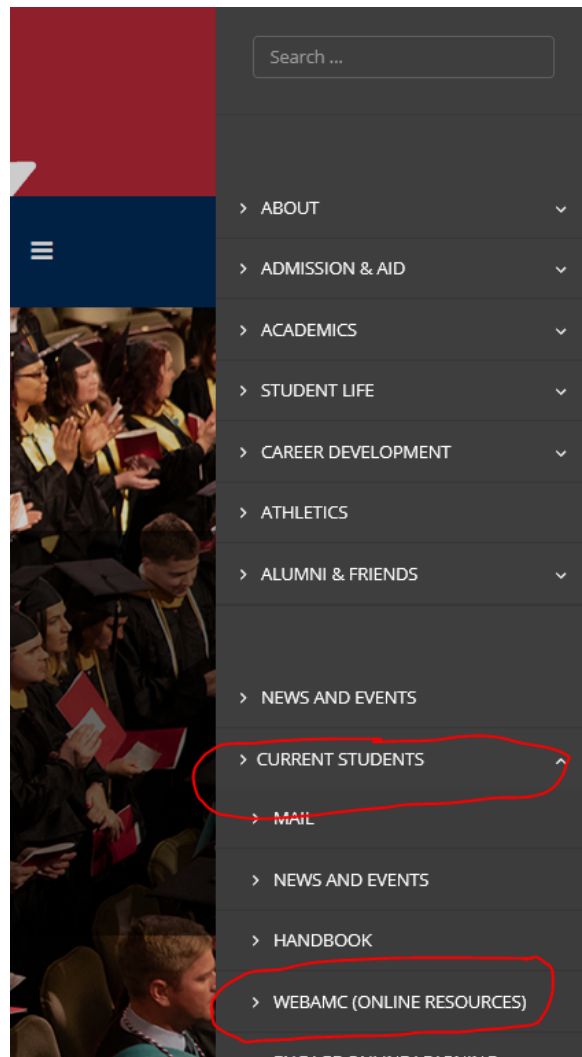 Search ...
ABOUT
ADMISSION & AID
ACADEMICS
STUDENT LIFE
CAREER DEVELOPMENT
ATHLETICS
ALUMNI & FRIENDS
NEWS AND EVENTS
CURRENT STUDENTS
MAIL
NEWS AND EVENTS
HANDBOOK
WEBAMC (ONLINE RESOURCES)